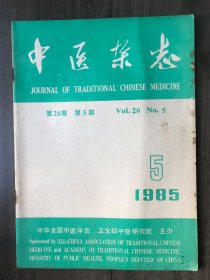 中医杂志
JOURNAL OF TRADITIONAL CHINESE MEDICINE
第26卷 第5期 Vol. 26 No. 5
5
1985
中华全国中医学会 卫生部中医研究院 主办
Sponsored by ALL-CHINA ASSOCIATION OF TRADITIONAL CHINESE
MEDICINE and ACADEMY OF TRADITIONAL CHINESE MEDICINE,
MINISTRY OF PUBLIC HEALTH, PEOPLE'S REPUBLIC OF CHINA